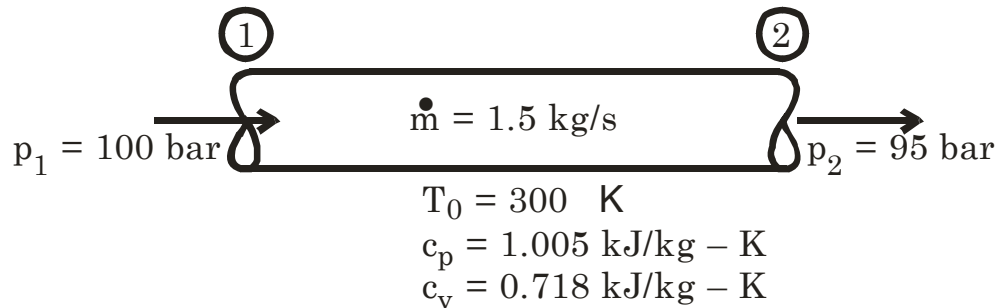 1 2
ṁ = 1.5 kg/s
p₁ = 100 bar p₂ = 95 bar
T₀ = 300 K
cₚ = 1.005 kJ/kg – K
cᵥ = 0.718 kJ/kg – K